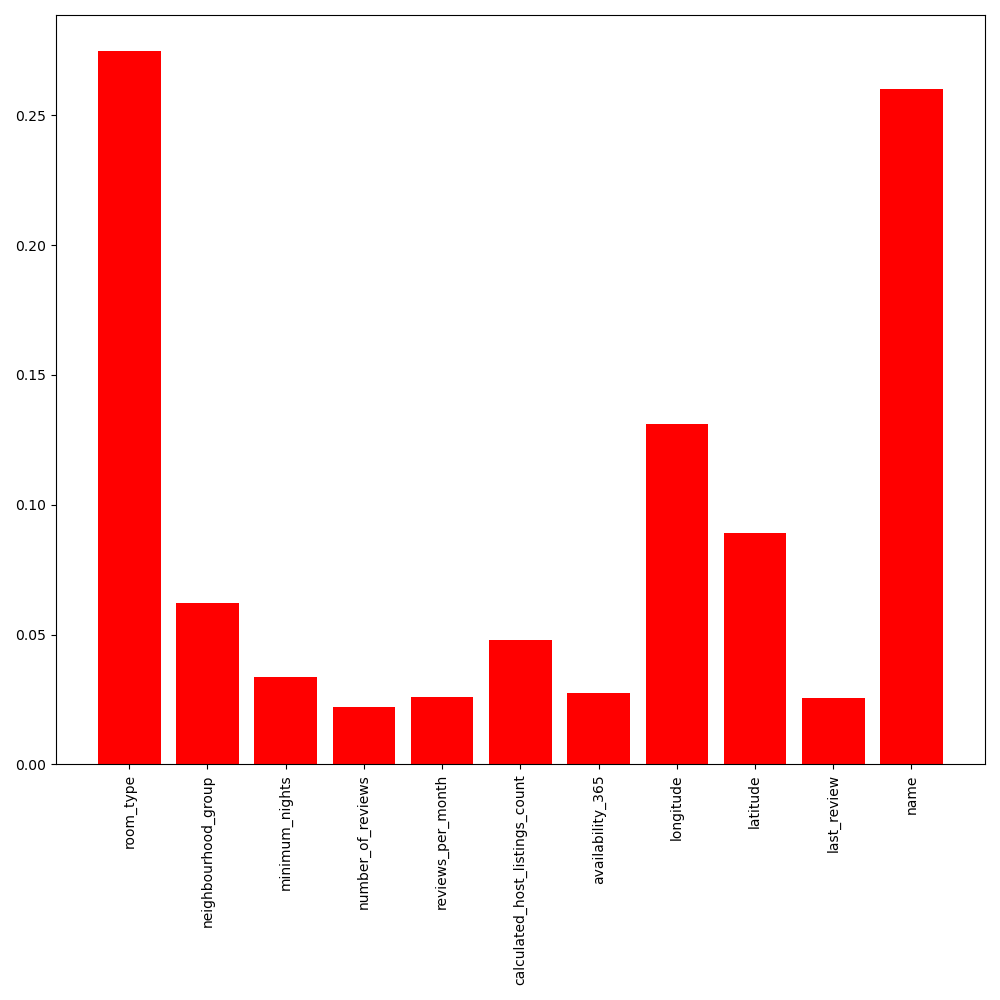 0.25
0.20
0.15
0.10
0.05
0.00
room_type
neighbourhood_group
minimum_nights
number_of_reviews
reviews_per_month
calculated_host_listings_count
availability_365
longitude
latitude
last_review
name